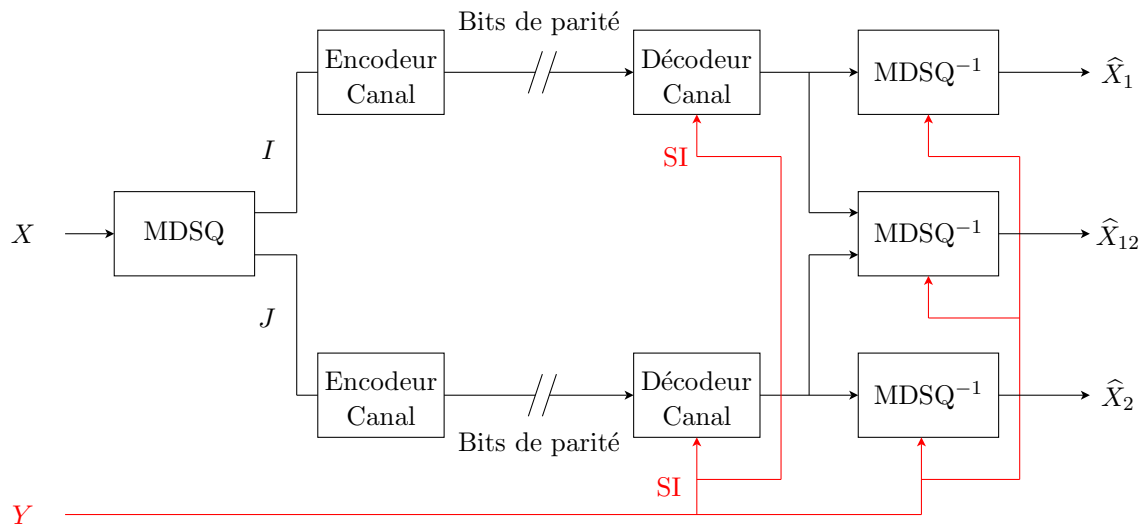 Bits de parité
Encodeur
Canal
Décodeur
Canal
MDSQ⁻¹
X̂₁
I
SI
X
MDSQ
MDSQ⁻¹
X̂₁₂
J
Encodeur
Canal
Décodeur
Canal
MDSQ⁻¹
X̂₂
Bits de parité
SI
Y